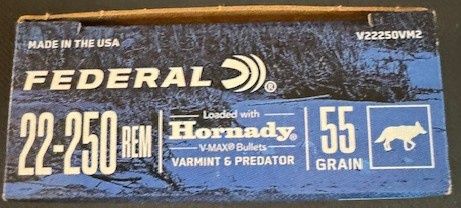 MADE IN THE USA
V22250VM2
FEDERAL®
22-250 REM
Loaded with
Hornady®
V-MAX® Bullets
VARMINT & PREDATOR
55
GRAIN